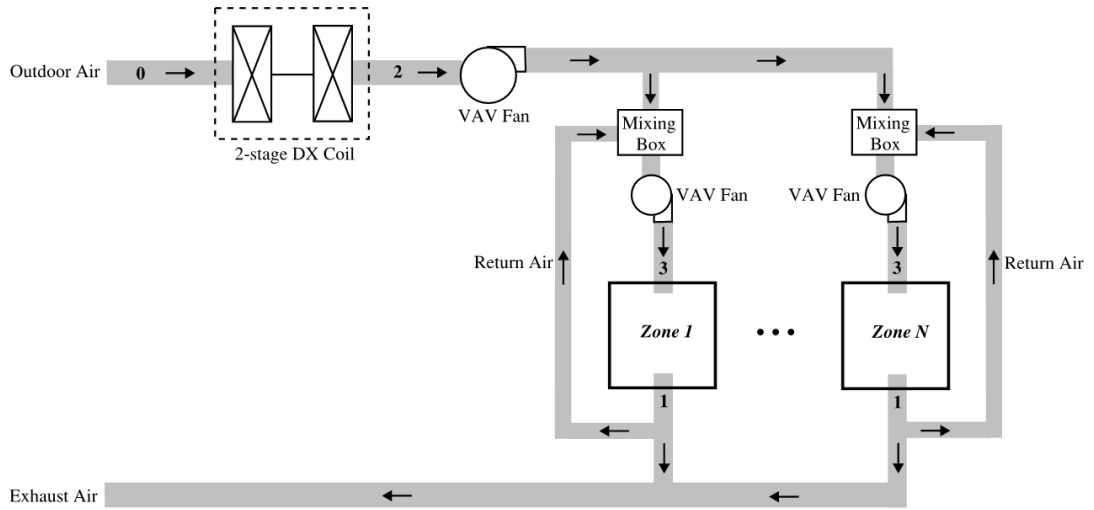 Outdoor Air
0
2
VAV Fan
2-stage DX Coil
Mixing
Box
Mixing
Box
VAV Fan
VAV Fan
Return Air
3
3
Return Air
Zone 1
• • •
Zone N
1
1
Exhaust Air